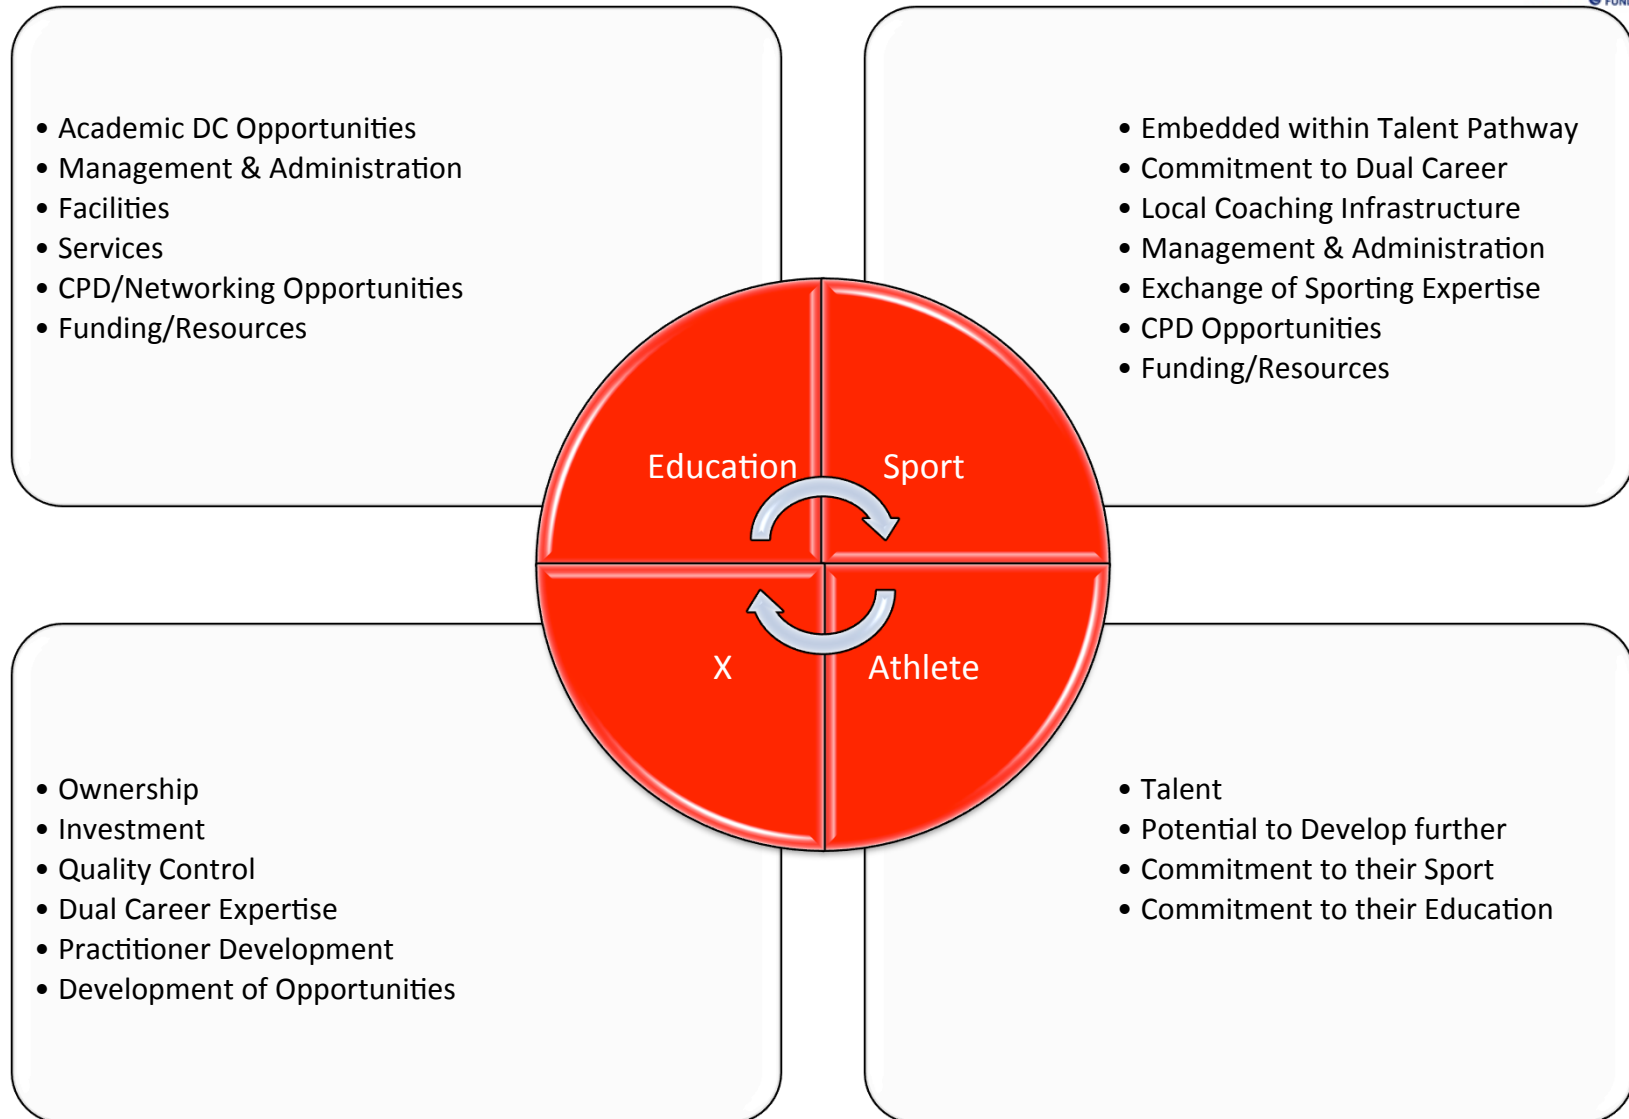 • Academic DC Opportunities
• Management & Administration
• Facilities
• Services
• CPD/Networking Opportunities
• Funding/Resources
• Embedded within Talent Pathway
• Commitment to Dual Career
• Local Coaching Infrastructure
• Management & Administration
• Exchange of Sporting Expertise
• CPD Opportunities
• Funding/Resources
Education
Sport
X
Athlete
• Ownership
• Investment
• Quality Control
• Dual Career Expertise
• Practitioner Development
• Development of Opportunities
• Talent
• Potential to Develop further
• Commitment to their Sport
• Commitment to their Education